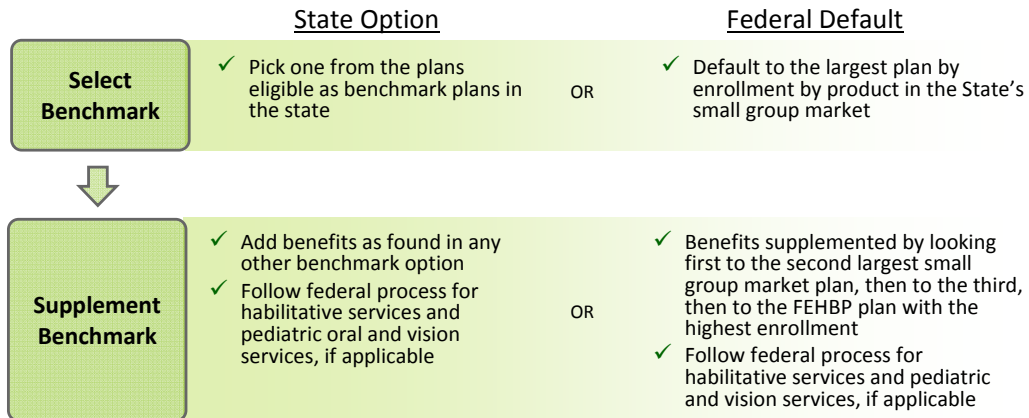 State Option
Federal Default
Select
Benchmark
✓ Pick one from the plans
eligible as benchmark plans in
the state
OR
✓ Default to the largest plan by
enrollment by product in the State's
small group market
Supplement
Benchmark
✓ Add benefits as found in any
other benchmark option
✓ Follow federal process for
habilitative services and
pediatric oral and vision
services, if applicable
OR
✓ Benefits supplemented by looking
first to the second largest small
group market plan, then to the third,
then to the FEHBP plan with the
highest enrollment
✓ Follow federal process for
habilitative services and pediatric
and vision services, if applicable